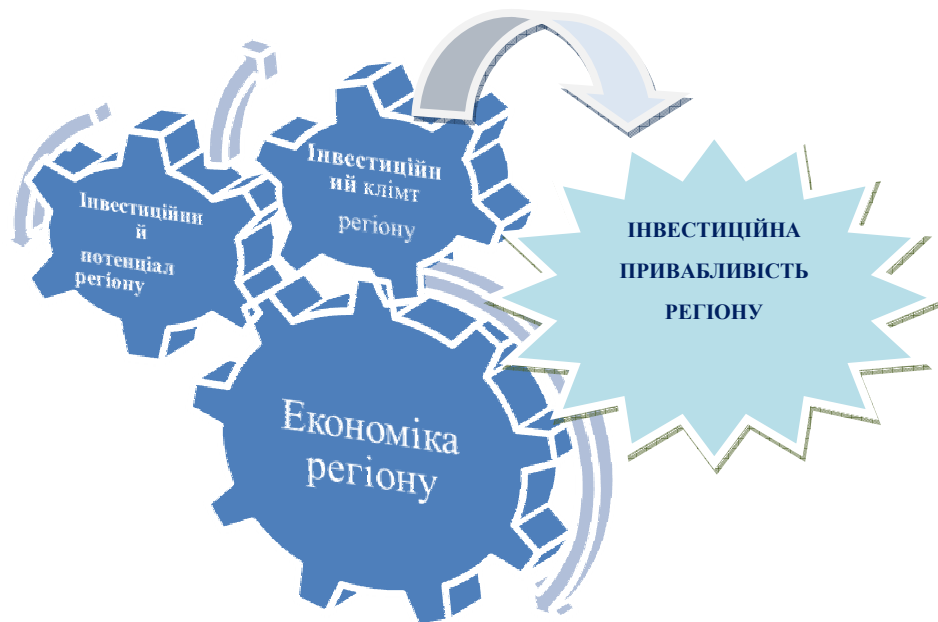 Інвестиційни
й
потенціал
регіону
Інвестиційн
ий клімт
регіону
Економіка
регіону
ІНВЕСТИЦІЙНА
ПРИВАБЛИВІСТЬ
РЕГІОНУ